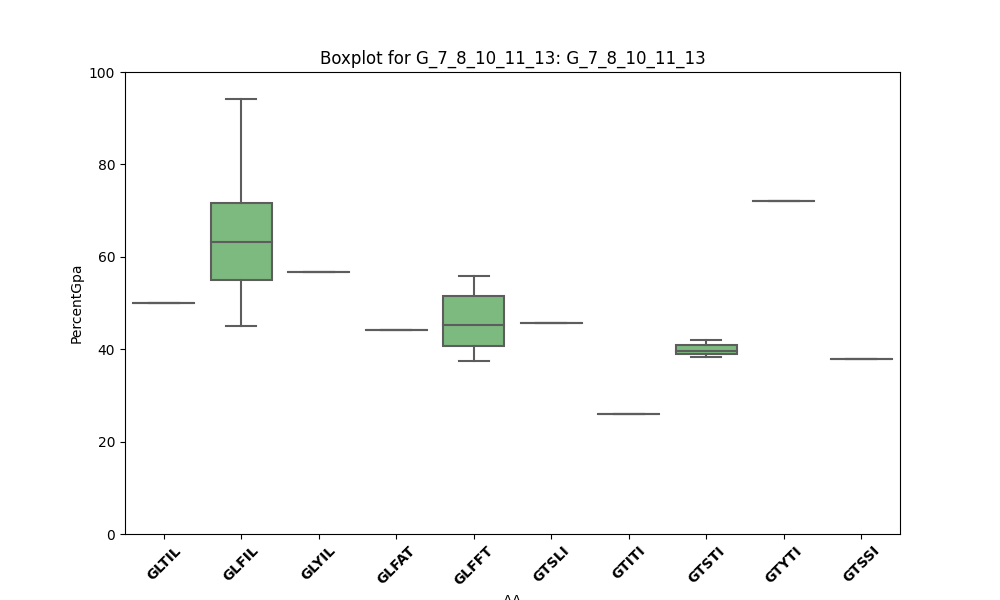 Boxplot for G_7_8_10_11_13: G_7_8_10_11_13
PercentGpa
100
80
60
40
20
0
GLTIL
GLFIL
GLYIL
GLFAT
GLFFT
GTSLI
GTITI
GTSTI
GTYTI
GTSSI
AA